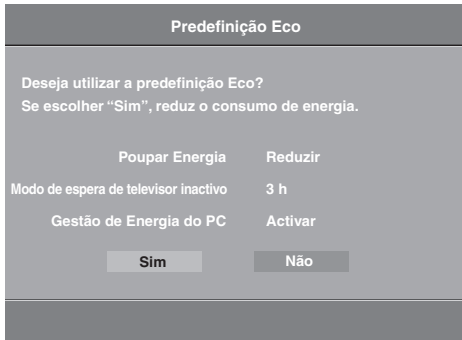 Predefinição Eco
Deseja utilizar a predefinição Eco?
Se escolher “Sim”, reduz o consumo de energia.
Poupar Energia Reduzir
Modo de espera de televisor inactivo 3 h
Gestão de Energia do PC Activar
Sim Não